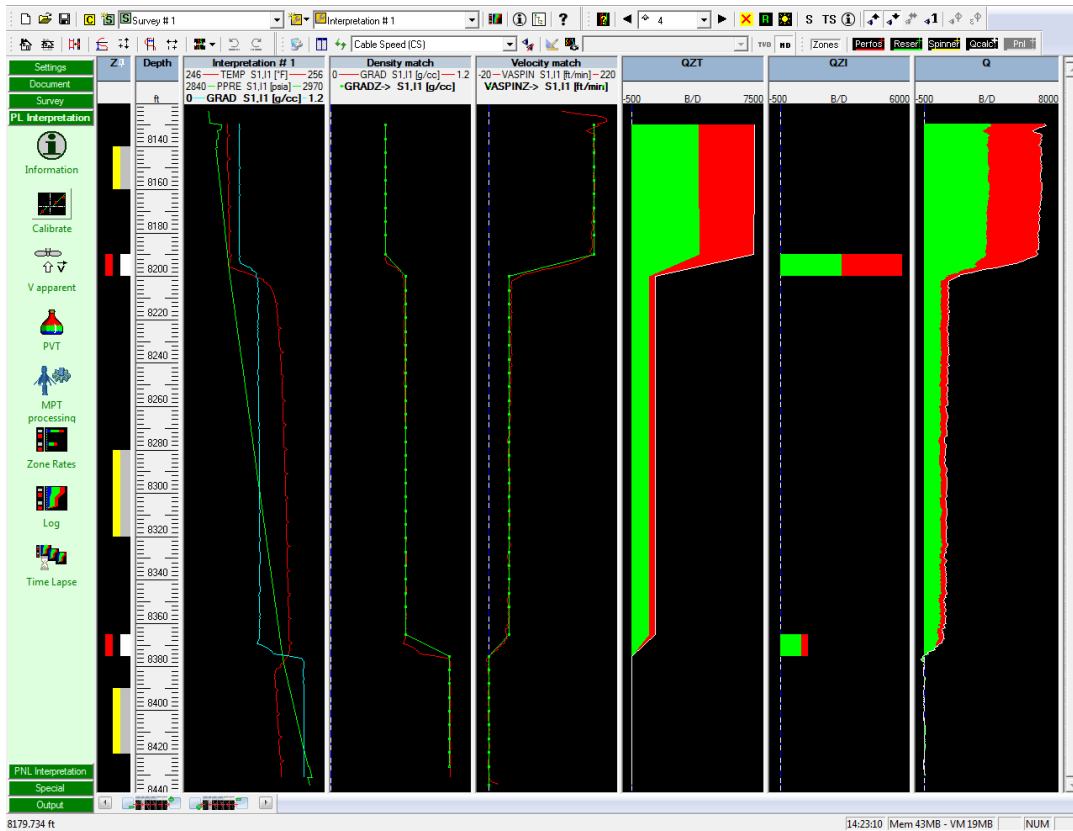 Survey # 1 Interpretation # 1 4 S TS
Cable Speed (CS) TVD MD Zones Perfos Reser! Spinner Qcalc Pnl
Settings
Document
Survey
PL Interpretation
Information
Calibrate
V apparent
PVT
MPT
processing
Zone Rates
Log
Time Lapse
PNL Interpretation
Special
Output
Depth
ft
8140
8160
8180
8200
8220
8240
8260
8280
8300
8320
8340
8360
8380
8400
8420
8440
Interpretation # 1
246 TEMP S1,I1 [°F] 256
2840 PPRE S1,I1 [psia] 2970
0 GRAD S1,I1 [g/cc] 1.2
Density match
0 GRAD S1,I1 [g/cc] 1.2
GRADZ-> S1,I1 [g/cc]
Velocity match
-20 VASPIN S1,I1 [ft/min] 220
VASPINZ-> S1,I1 [ft/min]
QZT
-500 B/D 7500
QZI
-500 B/D 6000
Q
-500 B/D 8000
8179.734 ft 14:23:10 Mem 43MB - VM 19MB NUM